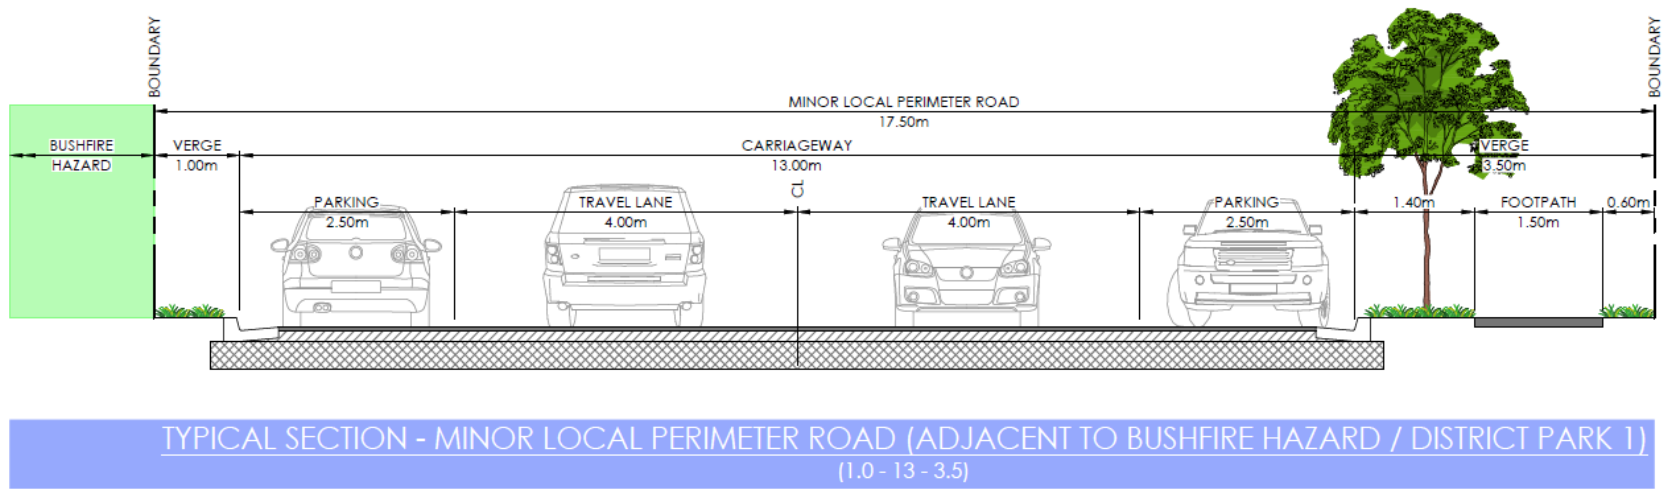 BOUNDARY
BOUNDARY
MINOR LOCAL PERIMETER ROAD
17.50m
BUSHFIRE
HAZARD
VERGE
1.00m
CARRIAGEWAY
13.00m
VERGE
3.50m
CL
PARKING
2.50m
TRAVEL LANE
4.00m
TRAVEL LANE
4.00m
PARKING
2.50m
1.40m
FOOTPATH
1.50m
0.60m
TYPICAL SECTION - MINOR LOCAL PERIMETER ROAD (ADJACENT TO BUSHFIRE HAZARD / DISTRICT PARK 1)
(1.0 - 13 - 3.5)